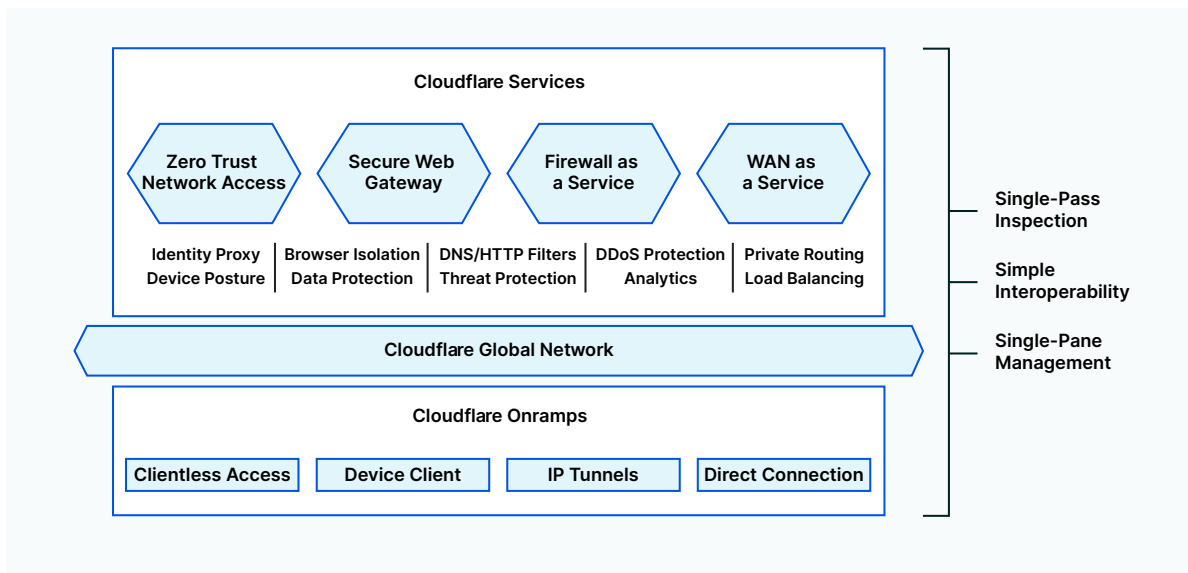 Cloudflare Services
Zero Trust
Network Access
Secure Web
Gateway
Firewall as
a Service
WAN as
a Service
Identity Proxy
Device Posture
Browser Isolation
Data Protection
DNS/HTTP Filters
Threat Protection
DDoS Protection
Analytics
Private Routing
Load Balancing
Cloudflare Global Network
Cloudflare Onramps
Clientless Access
Device Client
IP Tunnels
Direct Connection
Single-Pass
Inspection
Simple
Interoperability
Single-Pane
Management